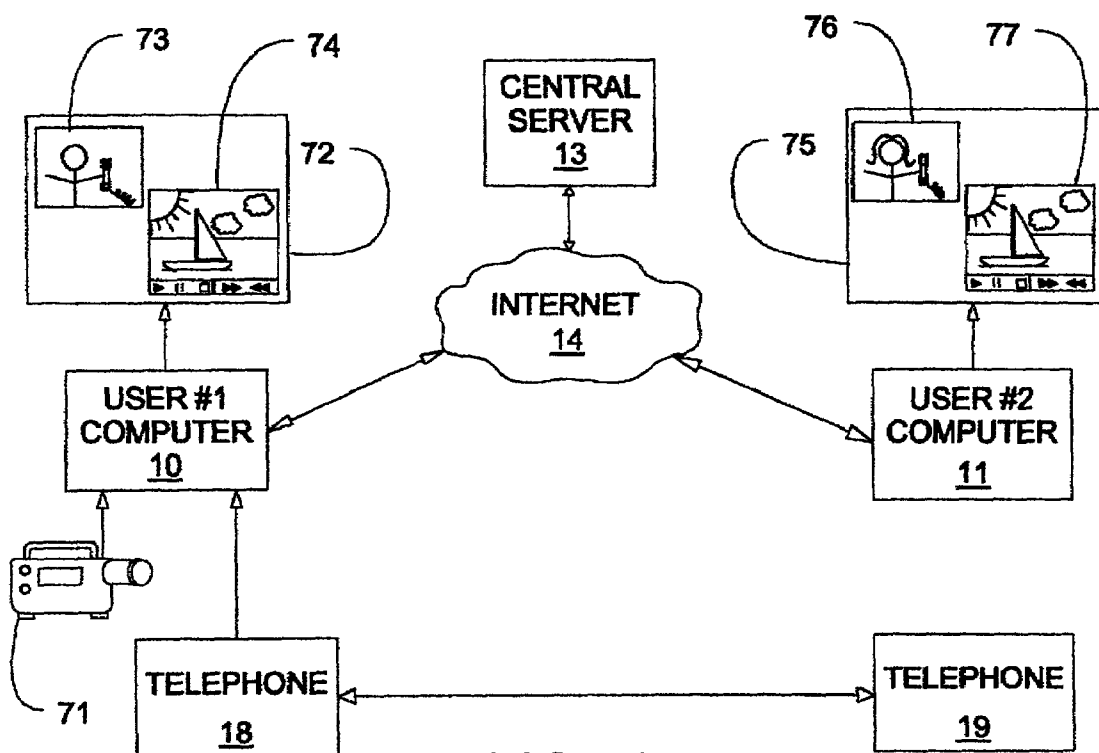 73
74
76
77
CENTRAL
SERVER
13
72
75
INTERNET
14
USER #1
COMPUTER
10
USER #2
COMPUTER
11
71
TELEPHONE
18
TELEPHONE
19